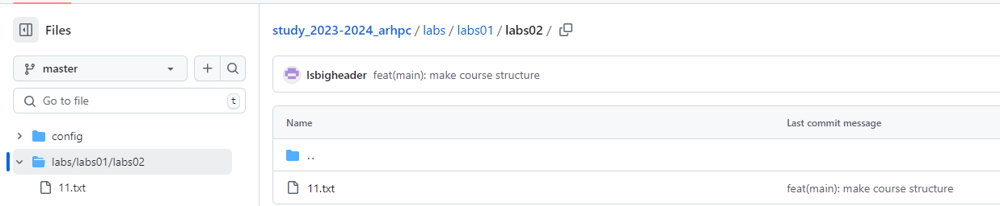 Files
study_2023-2024_arhpc / labs / labs01 / labs02 /
master
lsbigheader feat(main): make course structure
Go to file t
Name Last commit message
config
labs/labs01/labs02
..
11.txt
11.txt feat(main): make course structure